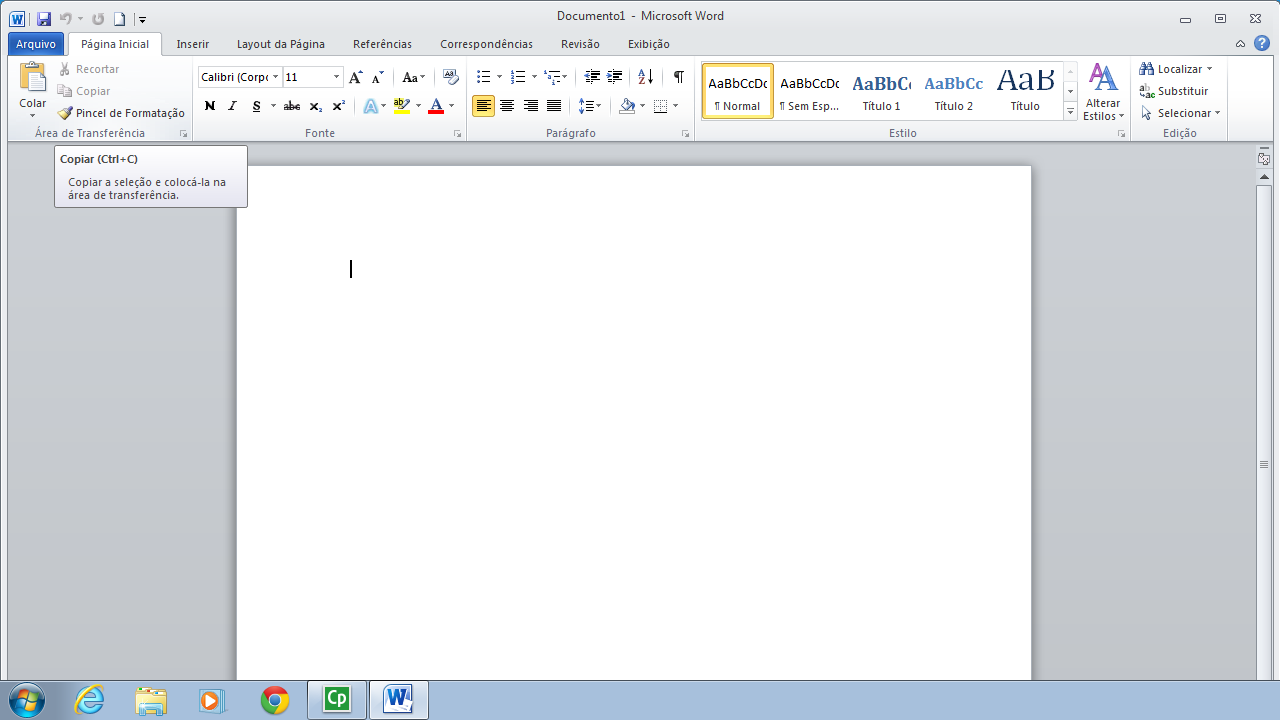 Documento1 - Microsoft Word
Arquivo Página Inicial Inserir Layout da Página Referências Correspondências Revisão Exibição
Colar
Recortar
Copiar
Pincel de Formatação
Área de Transferência
Calibri (Corpo 11
Aa
N I S abc x₂ x² A ab A
Fonte
Parágrafo
AaBbCcDc AaBbCcDc AaBbCc AaBbCc AaB
¶ Normal ¶ Sem Esp... Título 1 Título 2 Título
Alterar
Estilos
Estilo
Localizar
Substituir
Selecionar
Edição
Copiar (Ctrl+C)
Copiar a seleção e colocá-la na
área de transferência.
Cp W